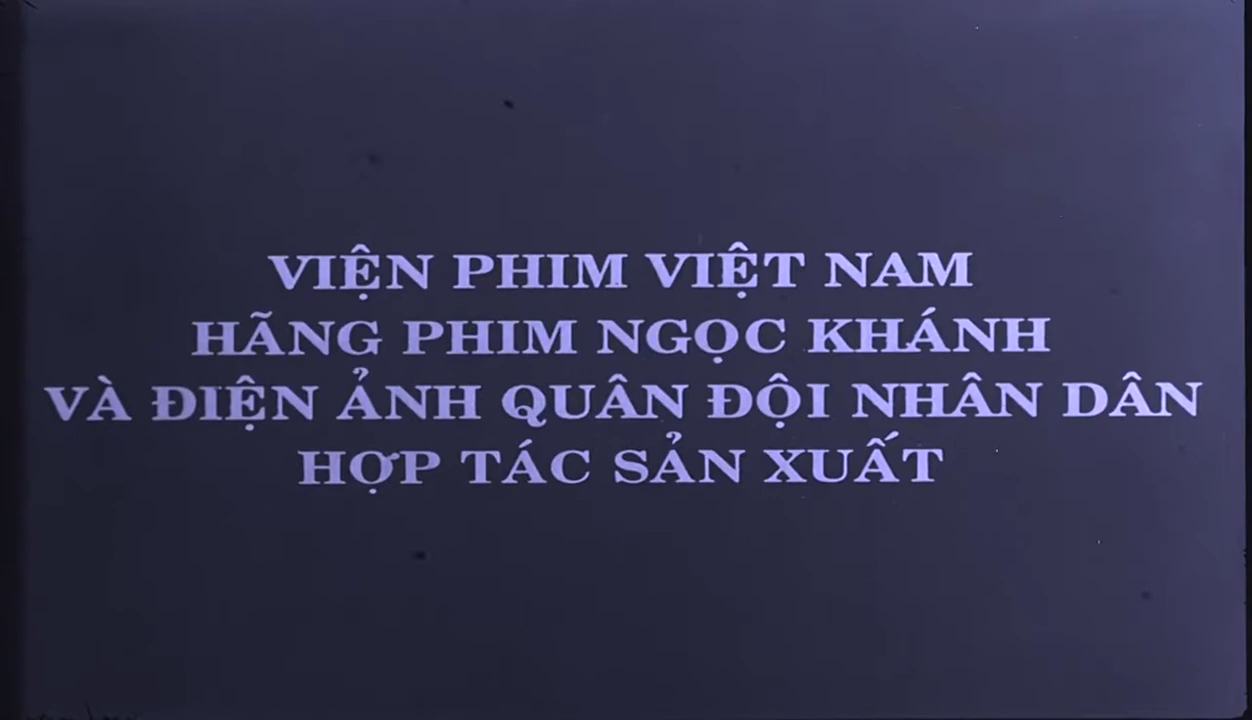 VIỆN PHIM VIỆT NAM
HÃNG PHIM NGỌC KHÁNH
VÀ ĐIỆN ẢNH QUÂN ĐỘI NHÂN DÂN
HỢP TÁC SẢN XUẤT